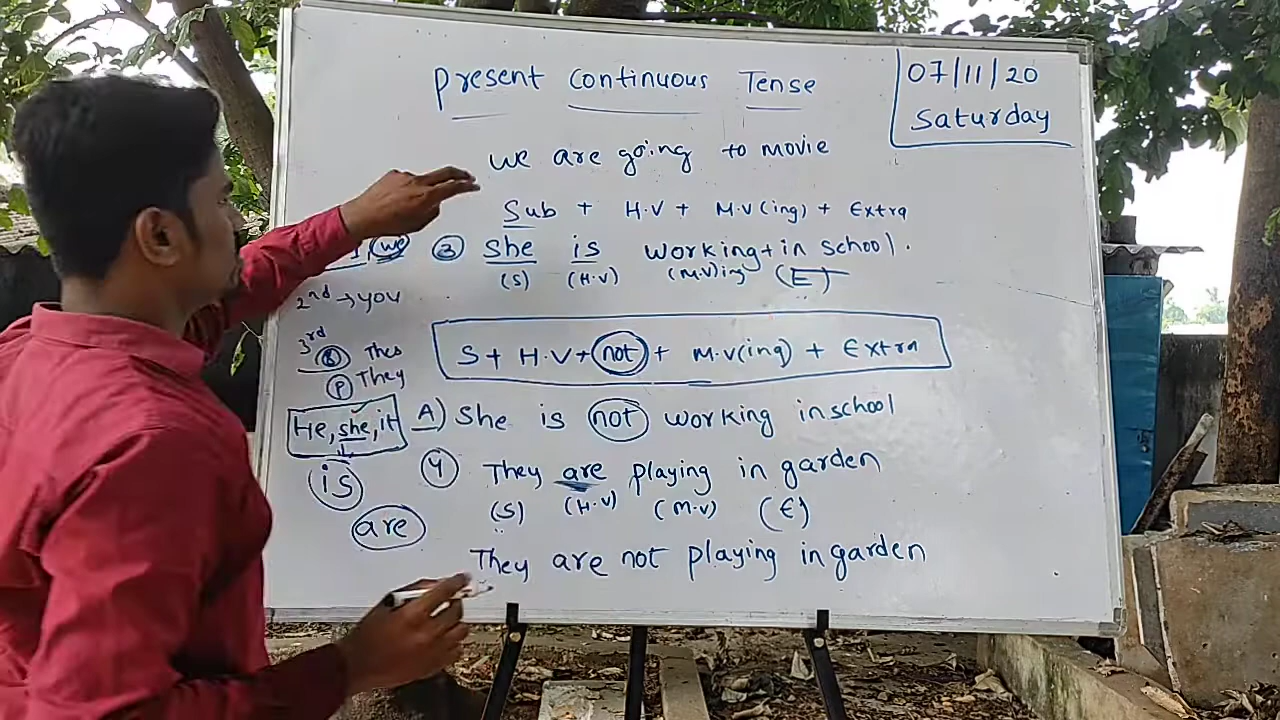 Present Continuous Tense
07/11/20
Saturday
we are going to movie
Sub + H.V + M.V(ing) + Extra
we ② She is working + in school.
(S) (H.V) (M.V)ing (E)
2nd → you
3rd
They
Ⓟ They
S + H.V + not + M.V(ing) + Extra
He, she, it
A) She is not working in school
is
④ They are playing in garden
(S) (H.V) (M.V) (E)
are
They are not playing in garden